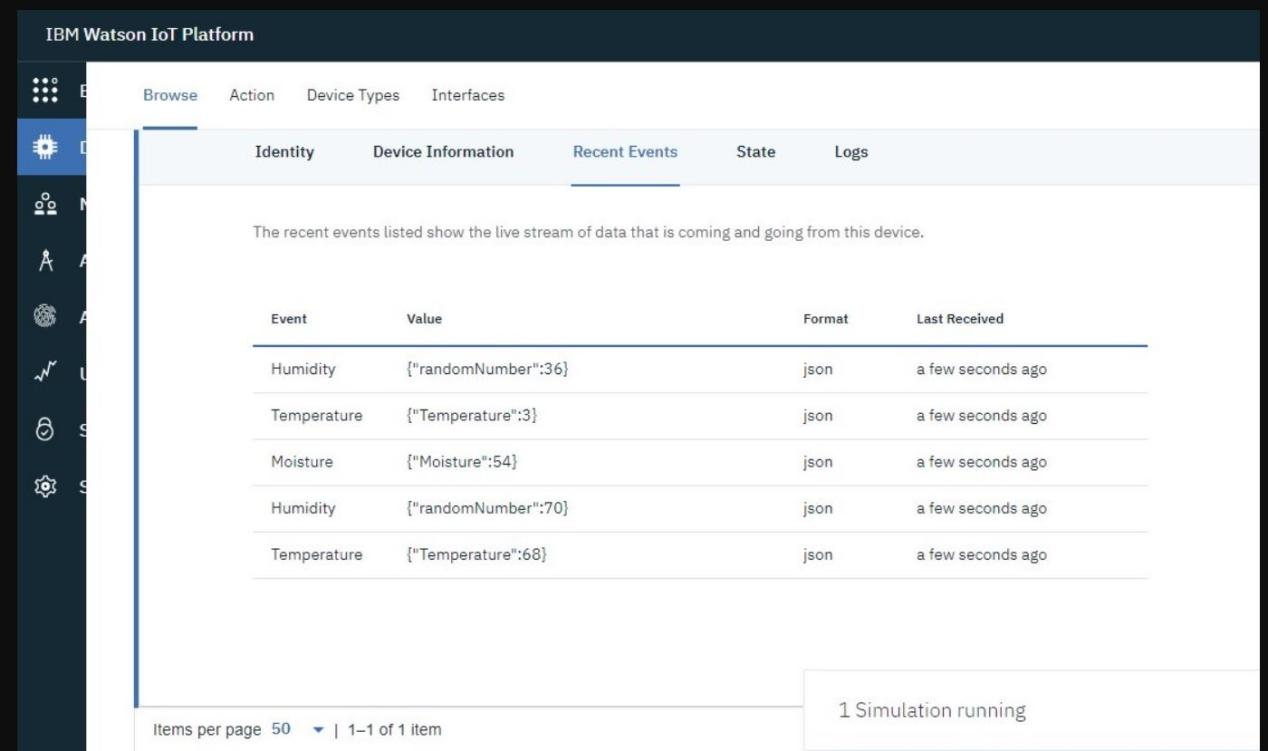 IBM Watson IoT Platform
Browse Action Device Types Interfaces
Identity Device Information Recent Events State Logs
The recent events listed show the live stream of data that is coming and going from this device.
Event Value Format Last Received
Humidity {"randomNumber":36} json a few seconds ago
Temperature {"Temperature":3} json a few seconds ago
Moisture {"Moisture":54} json a few seconds ago
Humidity {"randomNumber":70} json a few seconds ago
Temperature {"Temperature":68} json a few seconds ago
1 Simulation running
Items per page 50 | 1–1 of 1 item